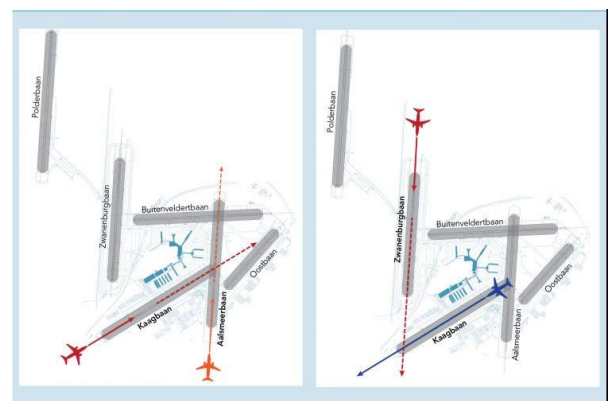 Polderbaan
Zwanenburgbaan
Buitenveldertbaan
Oostbaan
Kaagbaan
Aalsmeerbaan
Polderbaan
Zwanenburgbaan
Buitenveldertbaan
Oostbaan
Kaagbaan
Aalsmeerbaan